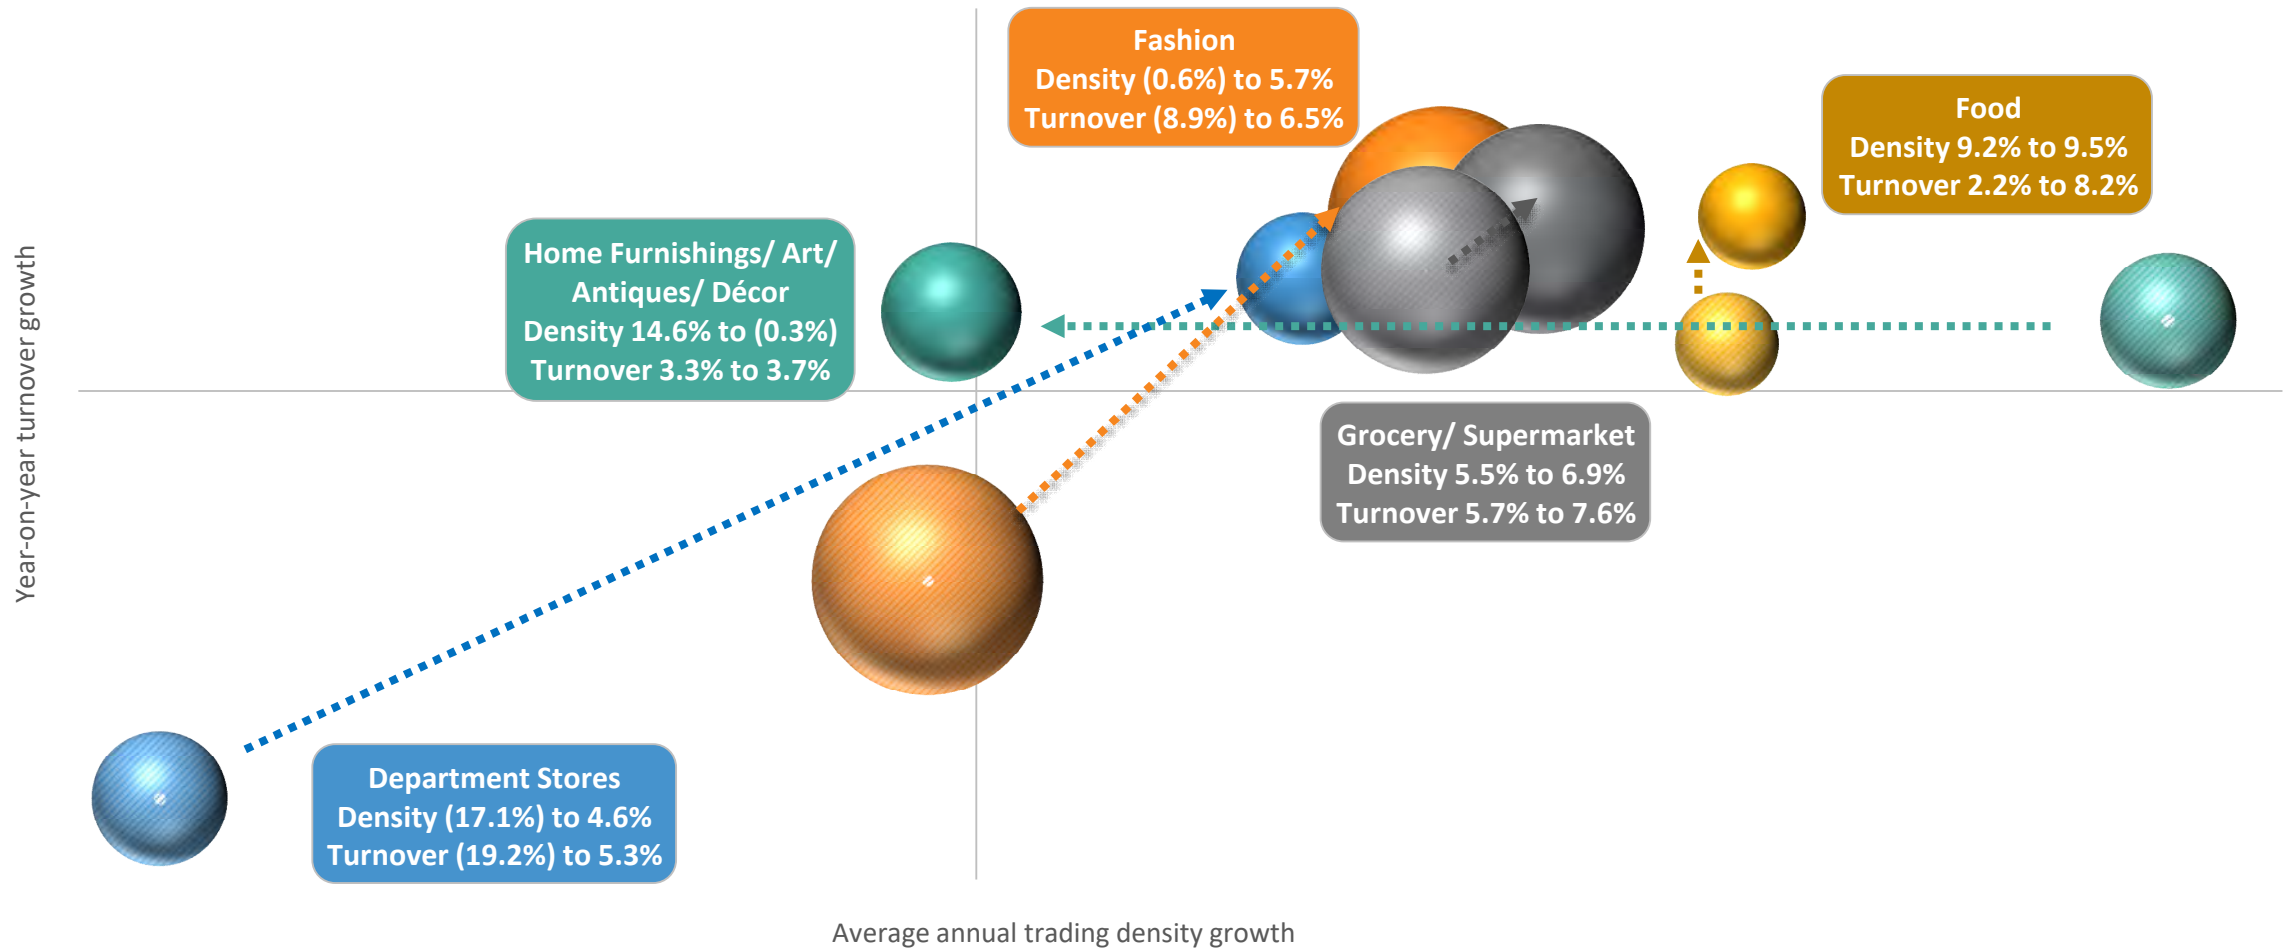 Fashion
Density (0.6%) to 5.7%
Turnover (8.9%) to 6.5%
Food
Density 9.2% to 9.5%
Turnover 2.2% to 8.2%
Home Furnishings/ Art/
Antiques/ Décor
Density 14.6% to (0.3%)
Turnover 3.3% to 3.7%
Year-on-year turnover growth
Grocery/ Supermarket
Density 5.5% to 6.9%
Turnover 5.7% to 7.6%
Department Stores
Density (17.1%) to 4.6%
Turnover (19.2%) to 5.3%
Average annual trading density growth